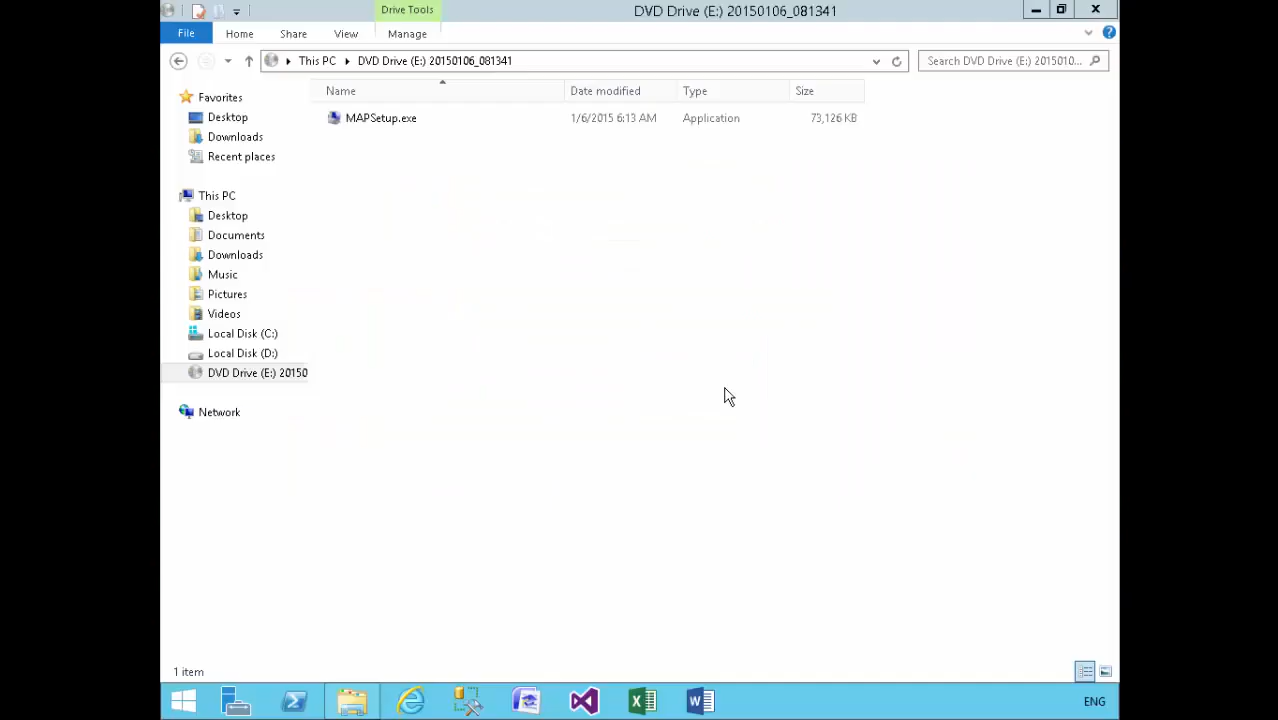 Drive Tools
DVD Drive (E:) 20150106_081341
File Home Share View Manage
This PC DVD Drive (E:) 20150106_081341
Search DVD Drive (E:) 2015010...
Name Date modified Type Size
MAPSetup.exe 1/6/2015 6:13 AM Application 73,126 KB
Favorites
Desktop
Downloads
Recent places
This PC
Desktop
Documents
Downloads
Music
Pictures
Videos
Local Disk (C:)
Local Disk (D:)
DVD Drive (E:) 20150
Network
1 item
ENG